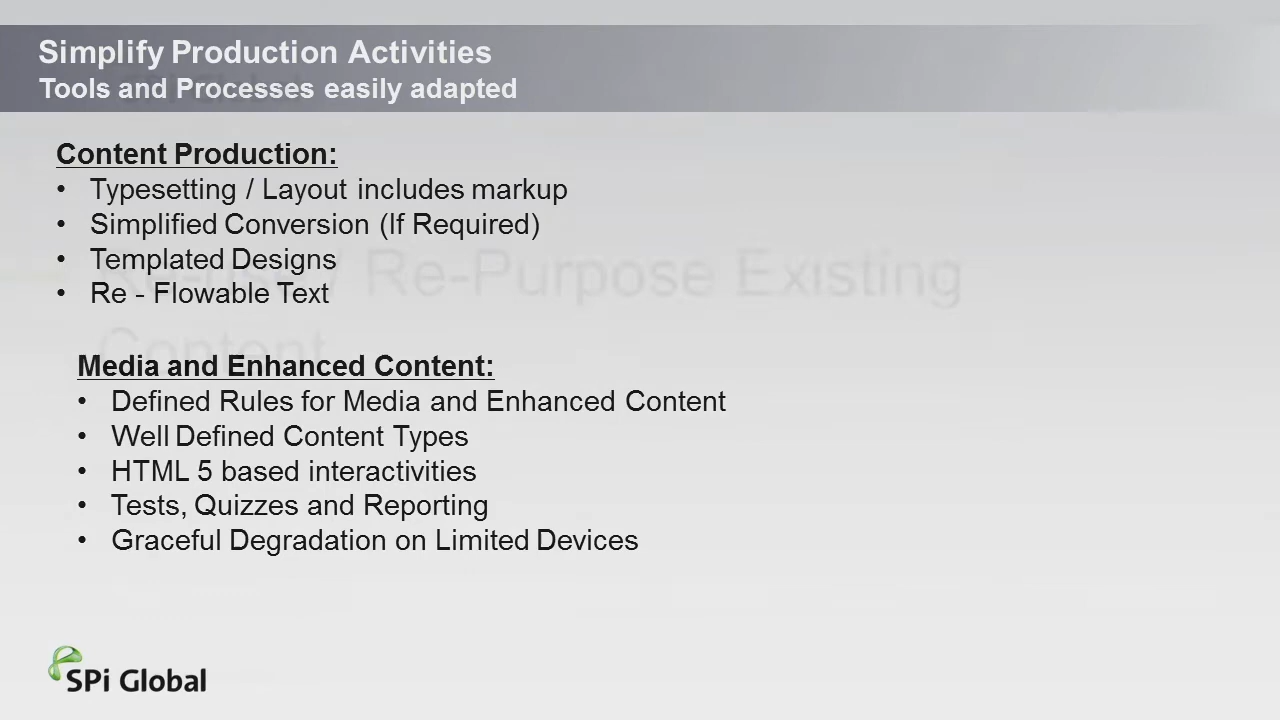 Simplify Production Activities
Tools and Processes easily adapted
Content Production:
• Typesetting / Layout includes markup
• Simplified Conversion (If Required)
• Templated Designs
• Re - Flowable Text
Re-use / Re-Purpose Existing
Content
Media and Enhanced Content:
• Defined Rules for Media and Enhanced Content
• Well Defined Content Types
• HTML 5 based interactivities
• Tests, Quizzes and Reporting
• Graceful Degradation on Limited Devices
SPi Global